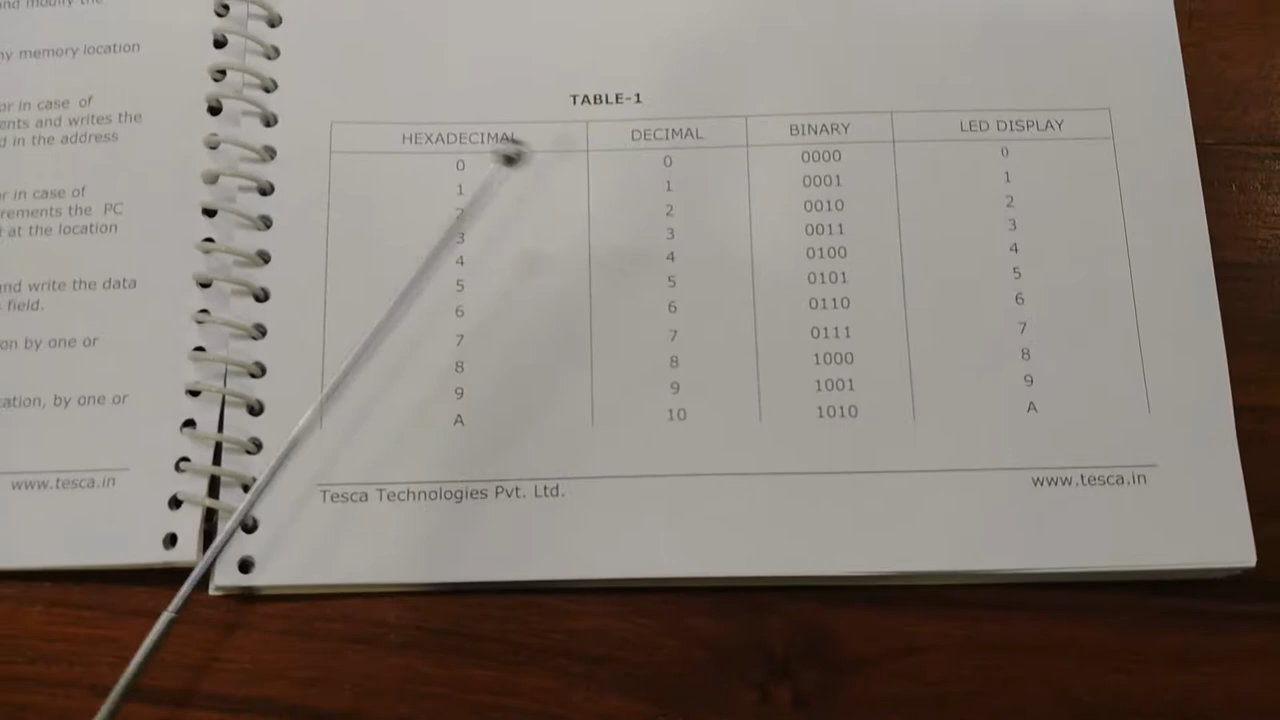 and modify the
ny memory location
or in case of
ents and writes the
d in the address
r in case of
rements the PC
at the location
and write the data
field.
on by one or
cation, by one or
www.tesca.in
TABLE-1
HEXADECIMAL DECIMAL BINARY LED DISPLAY
0 0 0000 0
1 1 0001 1
2 2 0010 2
3 3 0011 3
4 4 0100 4
5 5 0101 5
6 6 0110 6
7 7 0111 7
8 8 1000 8
9 9 1001 9
A 10 1010 A
Tesca Technologies Pvt. Ltd. www.tesca.in